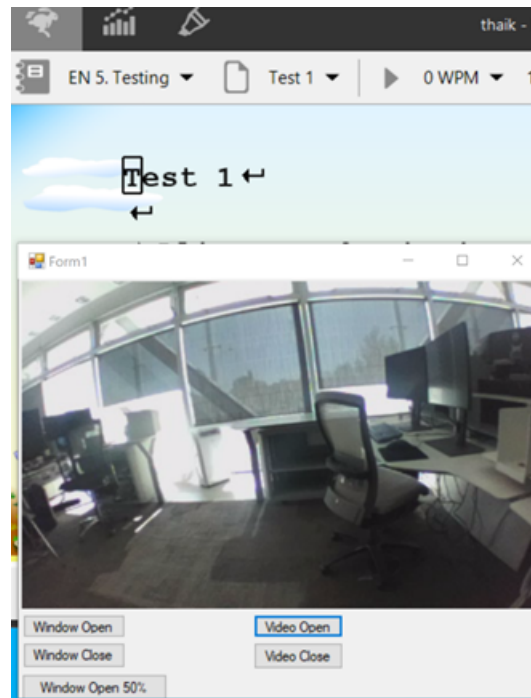 thaik -
EN 5. Testing Test 1 0 WPM
Test 1
Form1
Window Open Video Open
Window Close Video Close
Window Open 50%